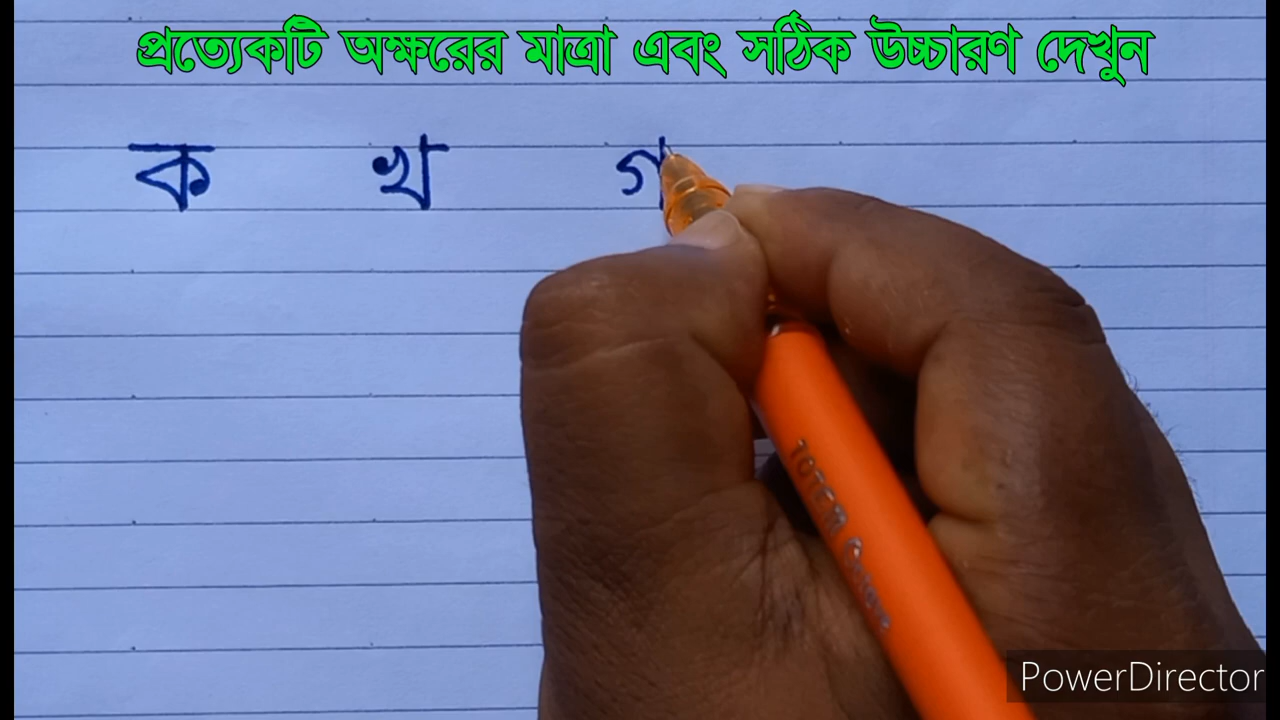 প্রত্যেকটি অক্ষরের মাত্রা এবং সঠিক উচ্চারণ দেখুন
ক খ গ
PowerDirector